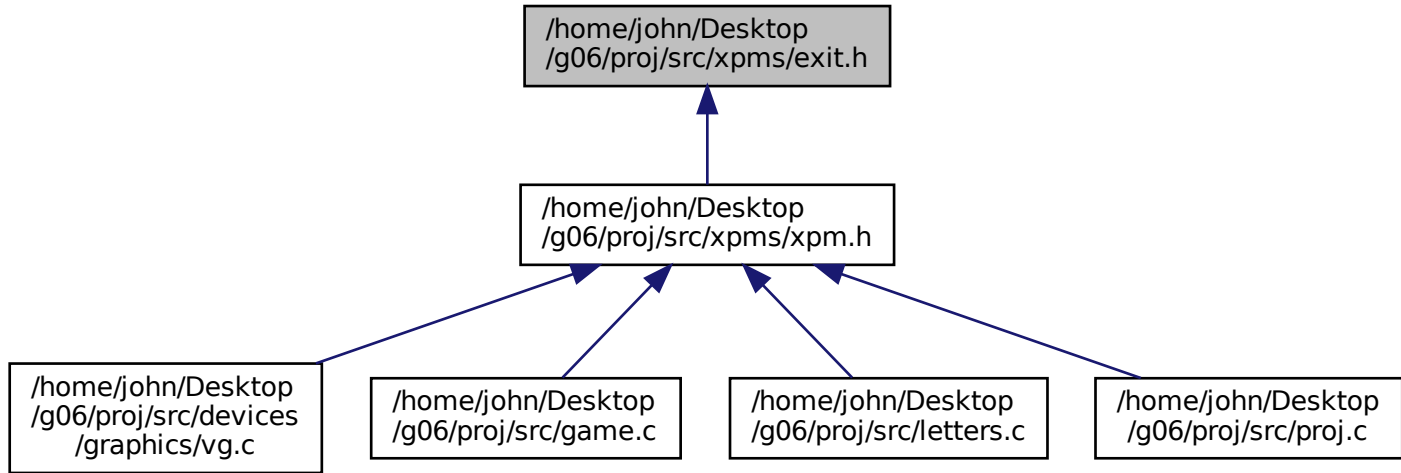 /home/john/Desktop
/g06/proj/src/xpms/exit.h
/home/john/Desktop
/g06/proj/src/xpms/xpm.h
/home/john/Desktop
/g06/proj/src/devices
/graphics/vg.c
/home/john/Desktop
/g06/proj/src/game.c
/home/john/Desktop
/g06/proj/src/letters.c
/home/john/Desktop
/g06/proj/src/proj.c